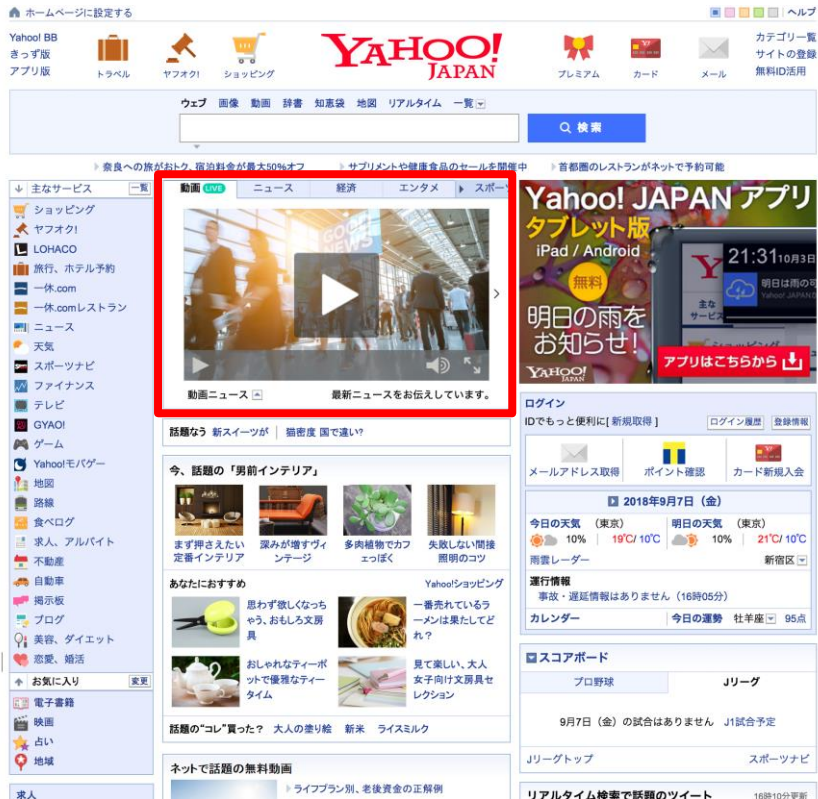 ホームページに設定する
ヘルプ
Yahoo! BB
きっず版
アプリ版
トラベル
ヤフオク!
ショッピング
YAHOO!
JAPAN
プレミアム
カード
メール
カテゴリ一覧
サイトの登録
無料ID活用
ウェブ 画像 動画 辞書 知恵袋 地図 リアルタイム 一覧
検索
奈良への旅がおトク、宿泊料金が最大50%オフ
サプリメントや健康食品のセールを開催中
首都圏のレストランがネットで予約可能
主なサービス 一覧
ショッピング
ヤフオク!
LOHACO
旅行、ホテル予約
一休.com
一休.comレストラン
ニュース
天気
スポーツナビ
ファイナンス
テレビ
GYAO!
ゲーム
Yahoo!モバゲー
地図
路線
食べログ
求人、アルバイト
不動産
自動車
掲示板
ブログ
美容、ダイエット
恋愛、婚活
お気に入り 変更
電子書籍
映画
占い
地域
求人
動画 LIVE ニュース 経済 エンタメ スポーツ
GOOD
NEWS
動画ニュース 最新ニュースをお伝えしています。
話題なう 新スイーツが 猫密度 国で違い?
今、話題の「男前インテリア」
まず押さえたい
定番インテリア
深みが増すヴィ
ンテージ
多肉植物でカフ
ェっぽく
失敗しない間接
照明のコツ
あなたにおすすめ Yahoo!ショッピング
思わず欲しくなっち
ゃう、おもしろ文房
具
一番売れているラ
ーメンは果たしてど
れ?
おしゃれなティーポ
ットで優雅なティー
タイム
見て楽しい、大人
女子向け文房具セ
レクション
話題の“コレ”買った? 大人の塗り絵 新米 ライスミルク
ネットで話題の無料動画
ライフプラン別、老後資金の正解例
Yahoo! JAPAN アプリ
タブレット版
iPad / Android
無料
明日の雨を
お知らせ!
YAHOO!
JAPAN
Y
21:31 10月3日
明日は雨の可
Yahoo! JAPAN
主な
サービス
アプリはこちらから
ログイン
IDでもっと便利に[ 新規取得 ] ログイン履歴 登録情報
メールアドレス取得
ポイント確認
カード新規入会
2018年9月7日(金)
今日の天気 (東京)
10% 19℃/ 10℃
明日の天気 (東京)
10% 21℃/ 10℃
雨雲レーダー 新宿区
運行情報
事故・遅延情報はありません(16時05分)
カレンダー 今日の運勢 牡羊座 95点
スコアボード
プロ野球 Jリーグ
9月7日(金)の試合はありません J1試合予定
Jリーグトップ スポーツナビ
リアルタイム検索で話題のツイート 16時10分更新